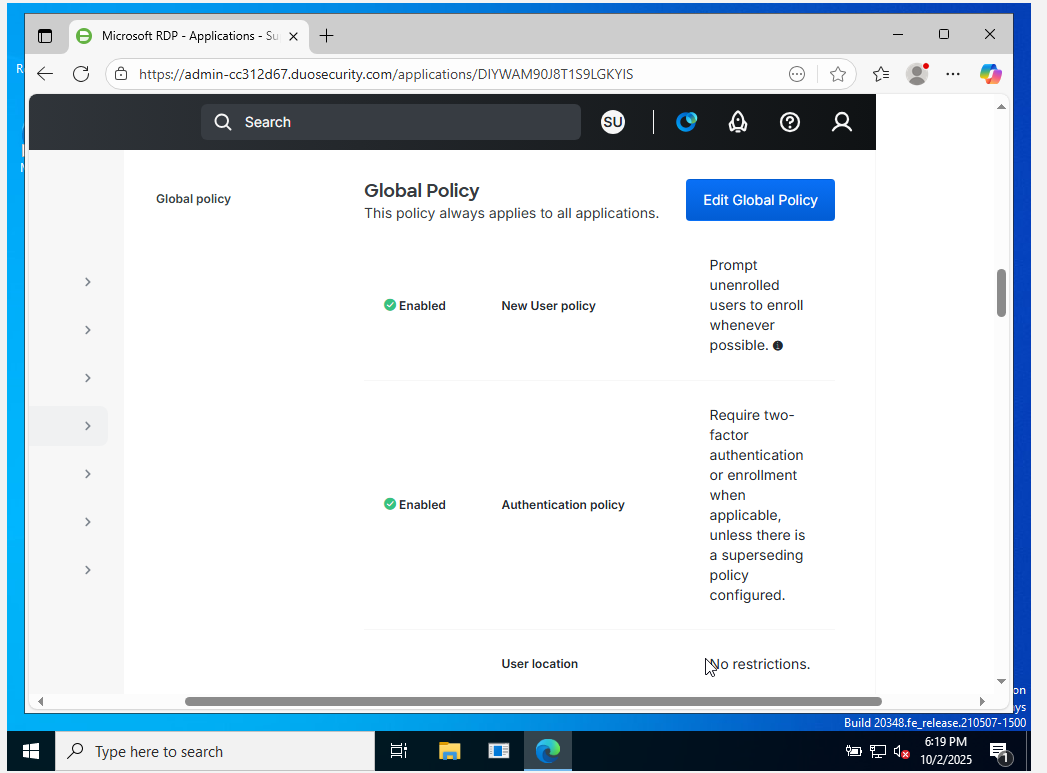 Microsoft RDP - Applications - Su
https://admin-cc312d67.duosecurity.com/applications/DIYWAM90J8T1S9LGKYIS
Search
SU
Global policy
Global Policy
This policy always applies to all applications.
Edit Global Policy
Enabled
New User policy
Prompt
unenrolled
users to enroll
whenever
possible.
Enabled
Authentication policy
Require two-
factor
authentication
or enrollment
when
applicable,
unless there is
a superseding
policy
configured.
User location
No restrictions.
on
ys
Build 20348.fe_release.210507-1500
Type here to search
6:19 PM
10/2/2025
1